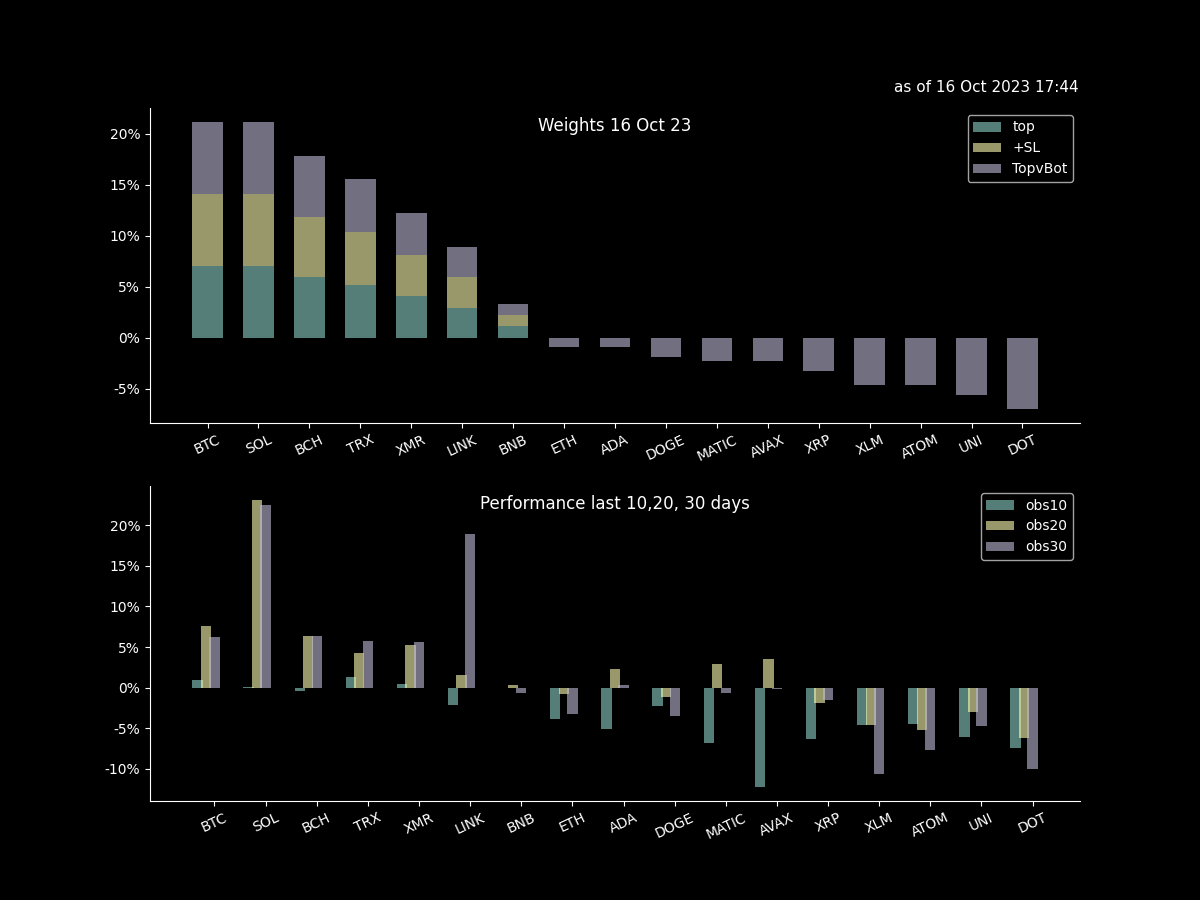 as of 16 Oct 2023 17:44
Weights 16 Oct 23
top
+SL
TopvBot
20%
15%
10%
5%
0%
-5%
BTC SOL BCH TRX XMR LINK BNB ETH ADA DOGE MATIC AVAX XRP XLM ATOM UNI DOT
Performance last 10,20, 30 days
obs10
obs20
obs30
20%
15%
10%
5%
0%
-5%
-10%
BTC SOL BCH TRX XMR LINK BNB ETH ADA DOGE MATIC AVAX XRP XLM ATOM UNI DOT